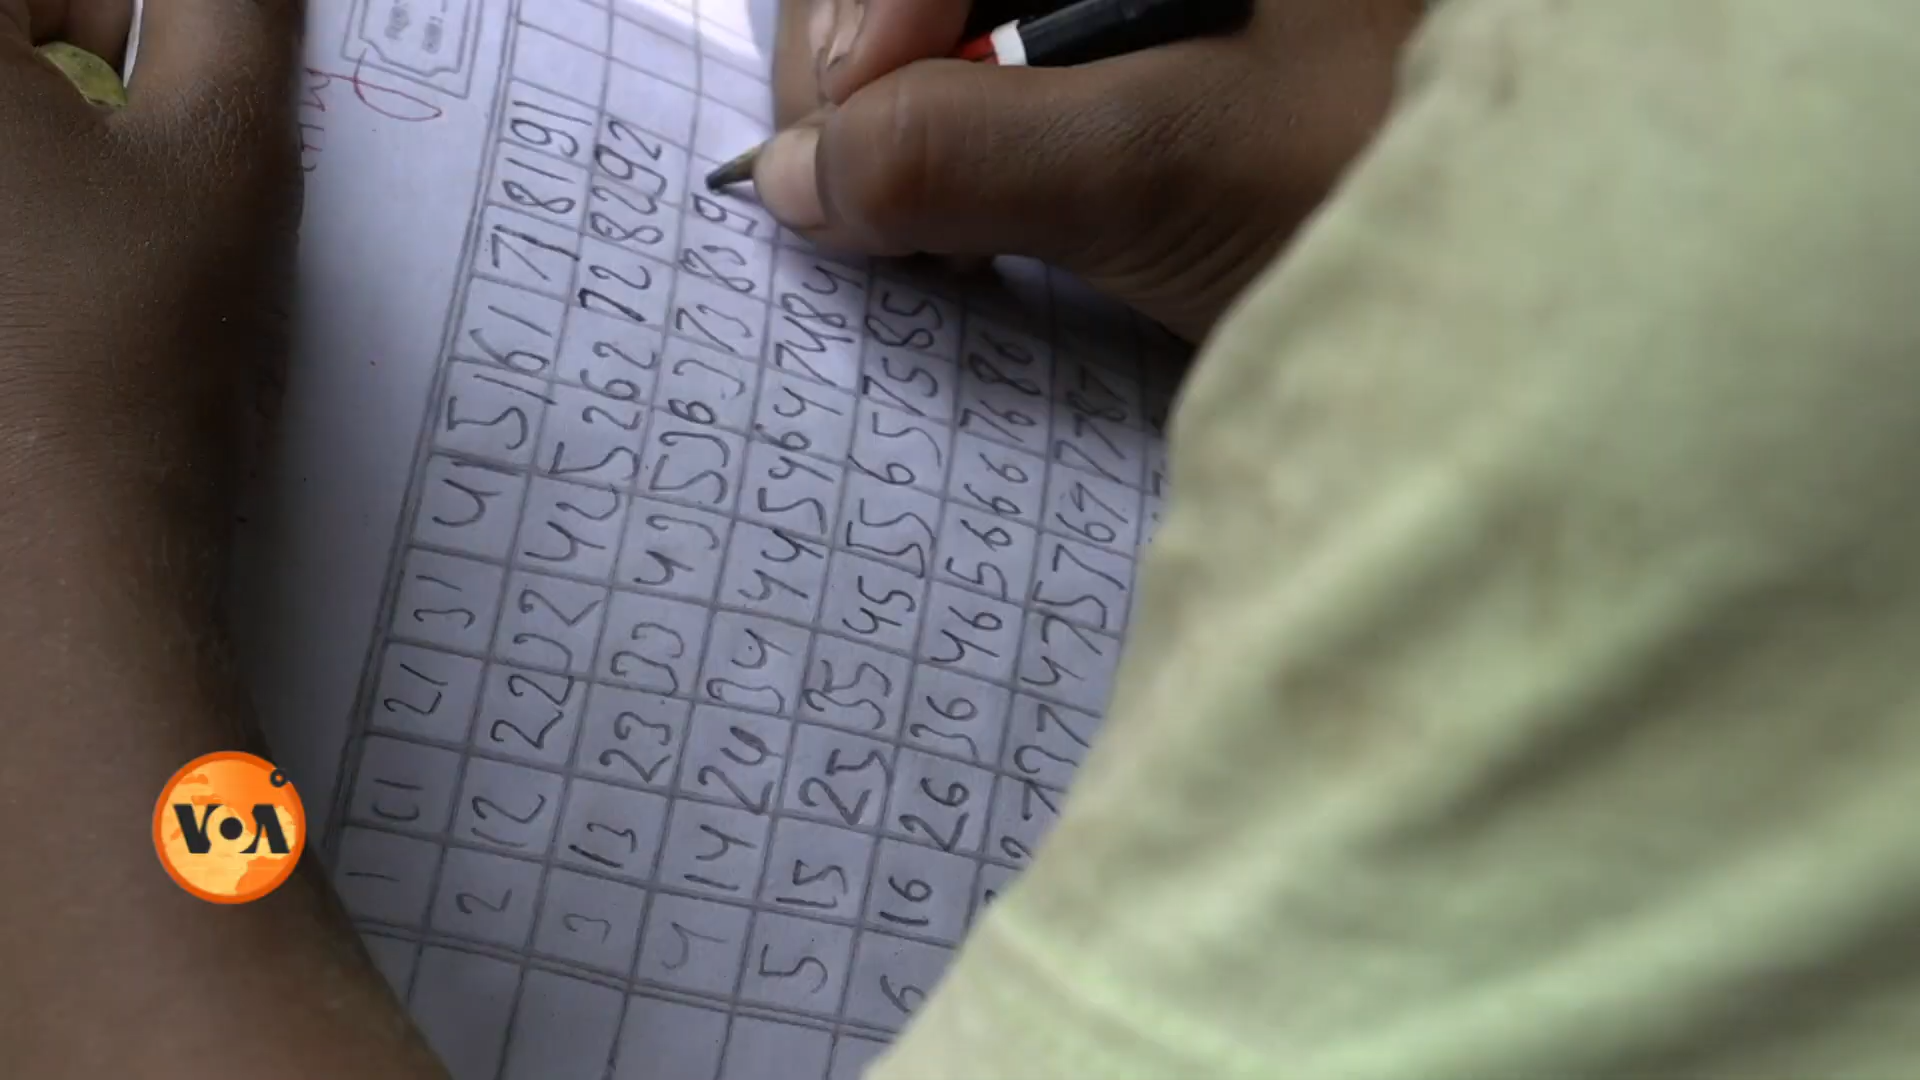 1 11 21 31 41 51 61 71 81 91
2 12 22 32 42 52 62 72 82 92
3 13 23 33 43 53 63 73 83 9
4 14 24 34 44 54 64 74 84
5 15 25 35 45 55 65 75 85
6 16 26 36 46 56 66 76 86
27 37 47 57 67 77 87
VOA